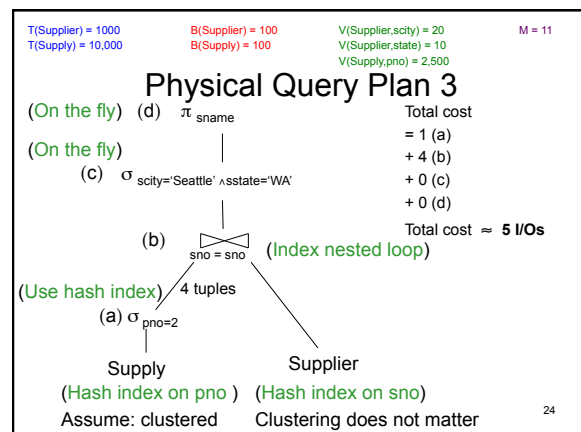 T(Supplier) = 1000 B(Supplier) = 100 V(Supplier,scity) = 20 M = 11
T(Supply) = 10,000 B(Supply) = 100 V(Supplier,state) = 10
V(Supply,pno) = 2,500
Physical Query Plan 3
(On the fly) (d) π sname
Total cost
= 1 (a)
+ 4 (b)
+ 0 (c)
+ 0 (d)
Total cost ≈ 5 I/Os
(On the fly)
(c) σ scity=‘Seattle’ ∧sstate=‘WA’
(b)
sno = sno
(Index nested loop)
(Use hash index) 4 tuples
(a) σ pno=2
Supply Supplier
(Hash index on pno ) (Hash index on sno)
Assume: clustered Clustering does not matter
24